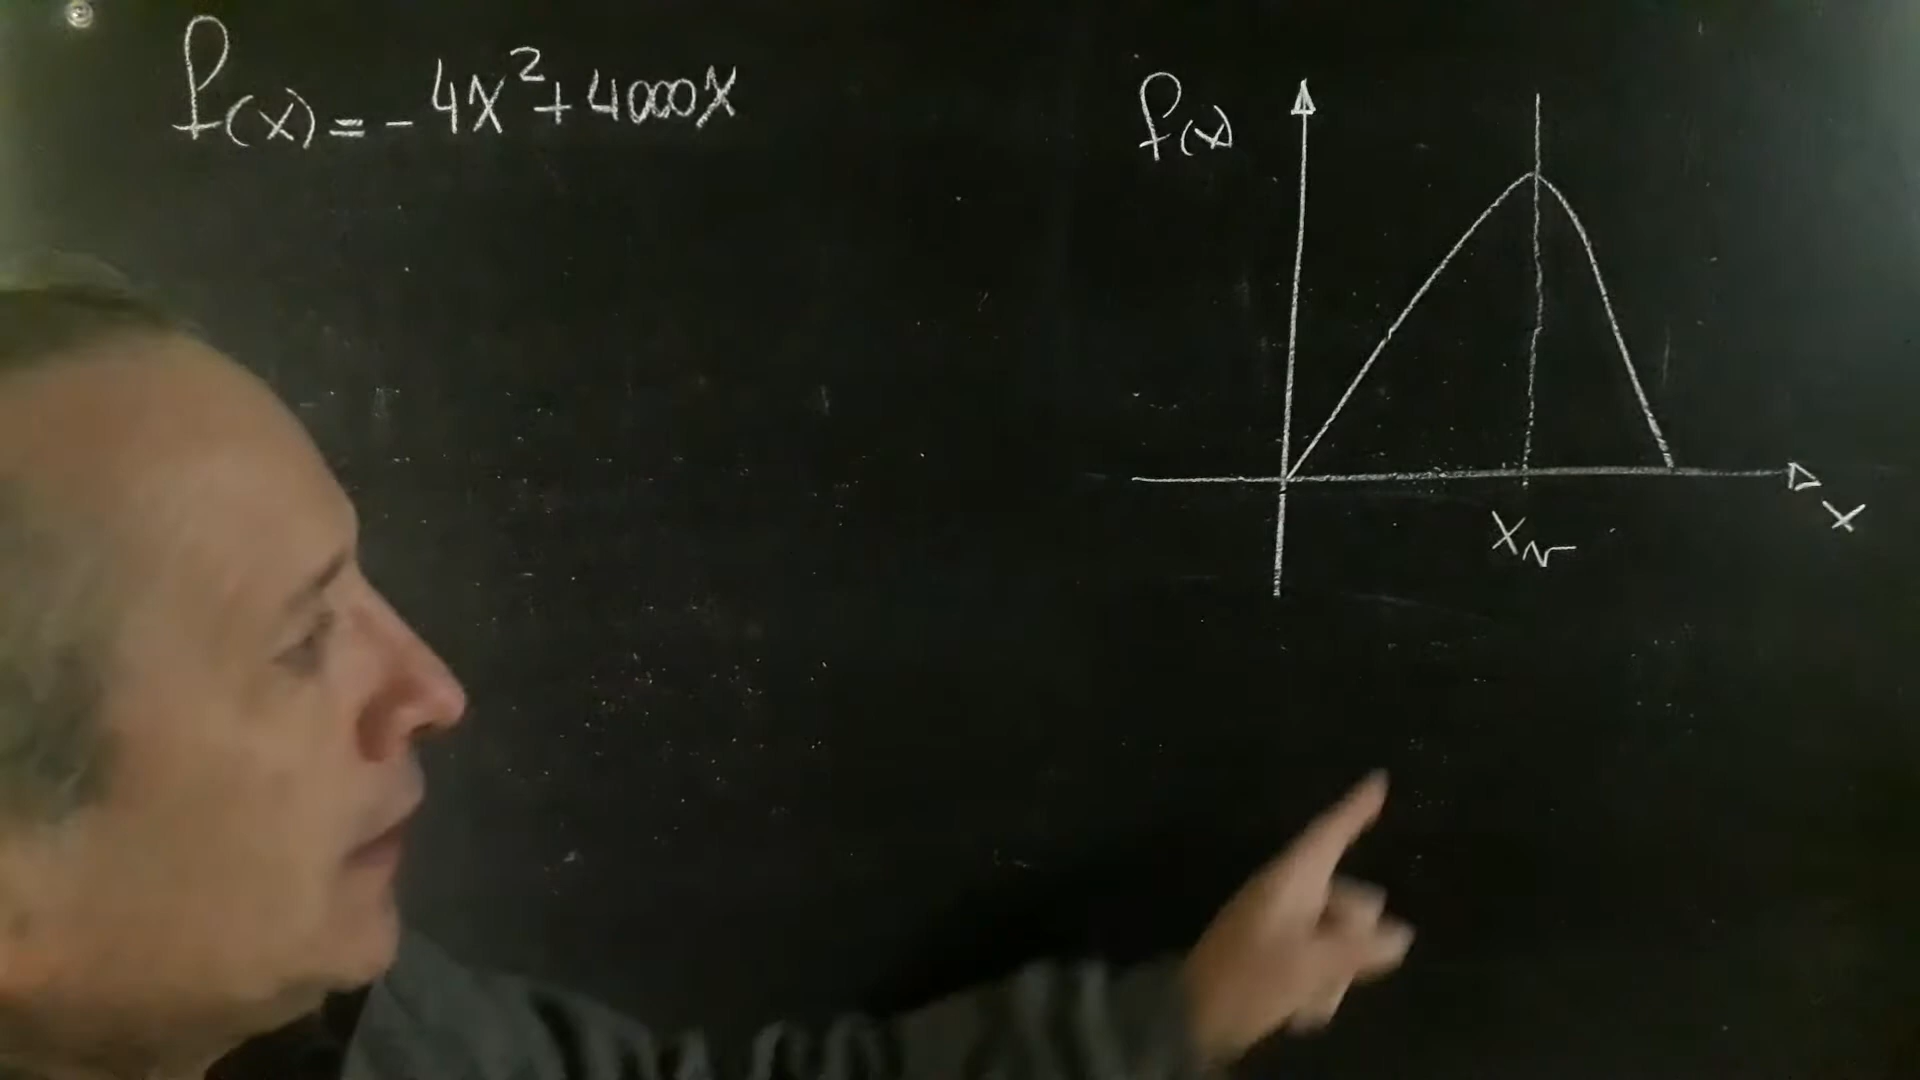 f(x) = -4x² + 4000x
f(x)
xv
x